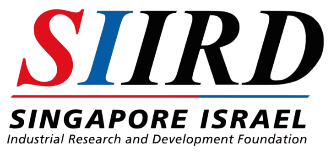 SIIRD
SINGAPORE ISRAEL
Industrial Research and Development Foundation